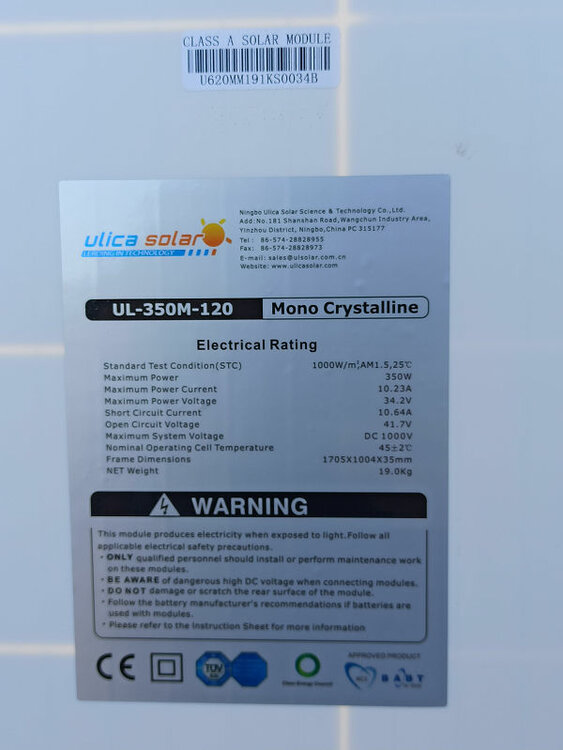 CLASS A SOLAR MODULE
U620MM191KS0034B
ulica solar
LEADING IN TECHNOLOGY
Ningbo Ulica Solar Science & Technology Co.,Ltd.
Add:No.181 Shanshan Road,Wangchun Industry Area,
Yinzhou District, Ningbo,China PC 315177
Tel : 86-574-28828955
Fax: 86-574-28828973
E-mail: sales@ulsolar.com.cn
Website: www.ulicasolar.com
UL-350M-120 Mono Crystalline
Electrical Rating
Standard Test Condition(STC) 1000W/m²,AM1.5,25℃
Maximum Power 350W
Maximum Power Current 10.23A
Maximum Power Voltage 34.2V
Short Circuit Current 10.64A
Open Circuit Voltage 41.7V
Maximum System Voltage DC 1000V
Nominal Operating Cell Temperature 45±2℃
Frame Dimensions 1705X1004X35mm
NET Weight 19.0Kg
WARNING
This module produces electricity when exposed to light.Follow all
applicable electrical safety precautions.
· ONLY qualified personnel should install or perform maintenance work
on these modules.
· BE AWARE of dangerous high DC voltage when connecting modules.
· DO NOT damage or scratch the rear surface of the module.
· Follow the battery manufacturer's recommendations if batteries are
used with modules.
· Please refer to the Instruction Sheet for more information
APPROVED PRODUCT
CE TÜV Clean Energy Council